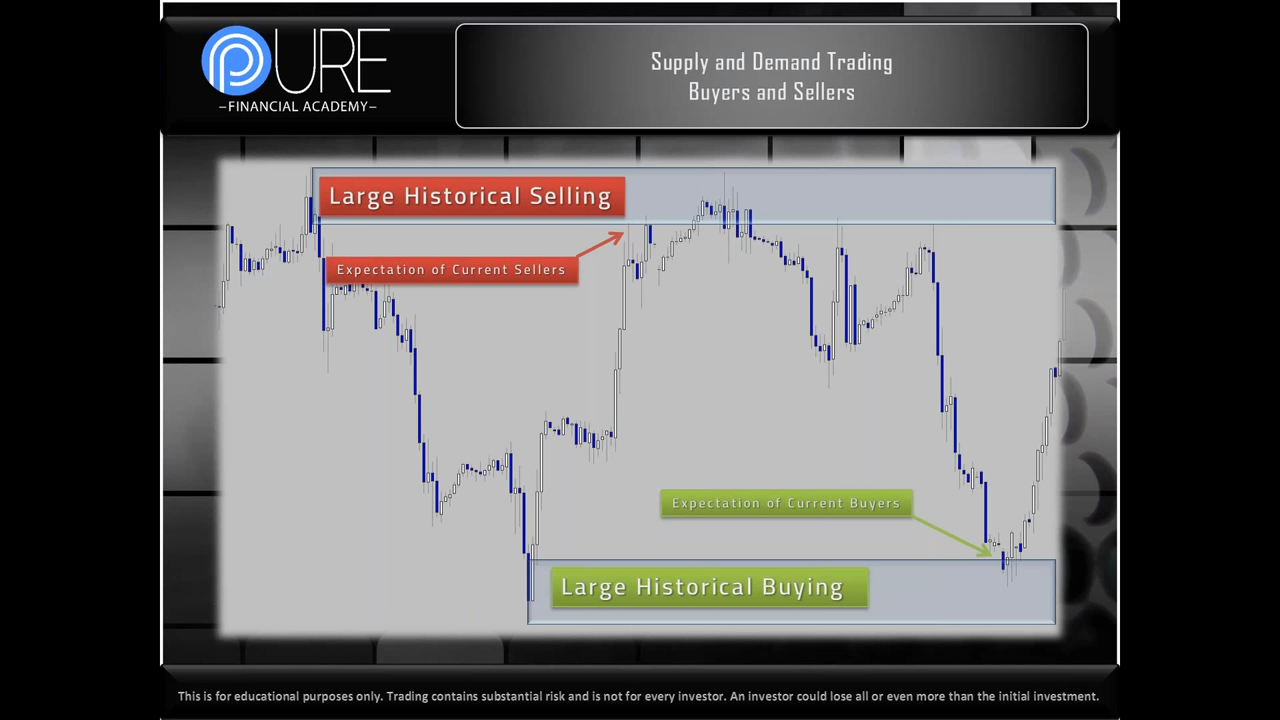 PURE
–FINANCIAL ACADEMY–
Supply and Demand Trading
Buyers and Sellers
Large Historical Selling
Expectation of Current Sellers
Expectation of Current Buyers
Large Historical Buying
This is for educational purposes only. Trading contains substantial risk and is not for every investor. An investor could lose all or even more than the initial investment.